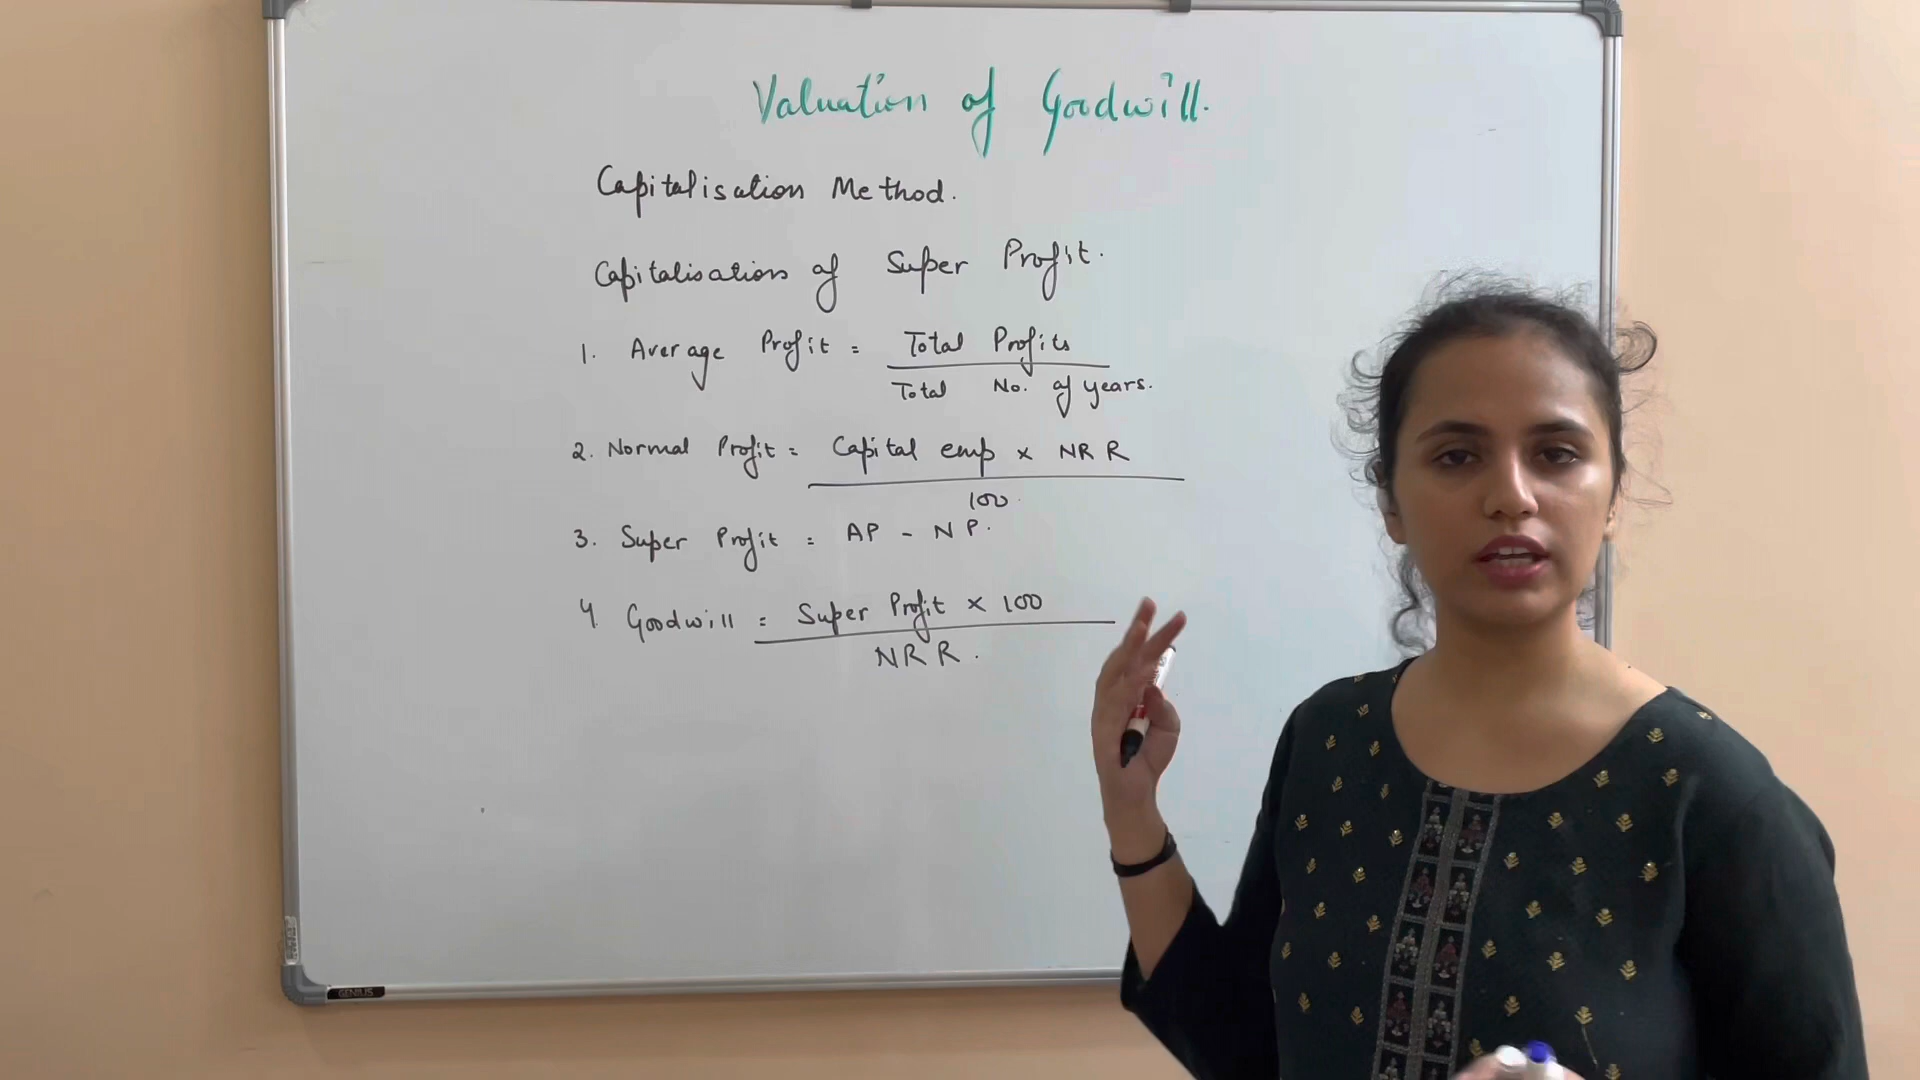 Valuation of Goodwill.
Capitalisation Method.
Capitalisation of Super Profit.
1. Average Profit = Total Profits
Total No. of years.
2. Normal Profit = Capital emp × NRR
100
3. Super Profit = AP - NP.
4. Goodwill = Super Profit × 100
NRR.
GENIUS